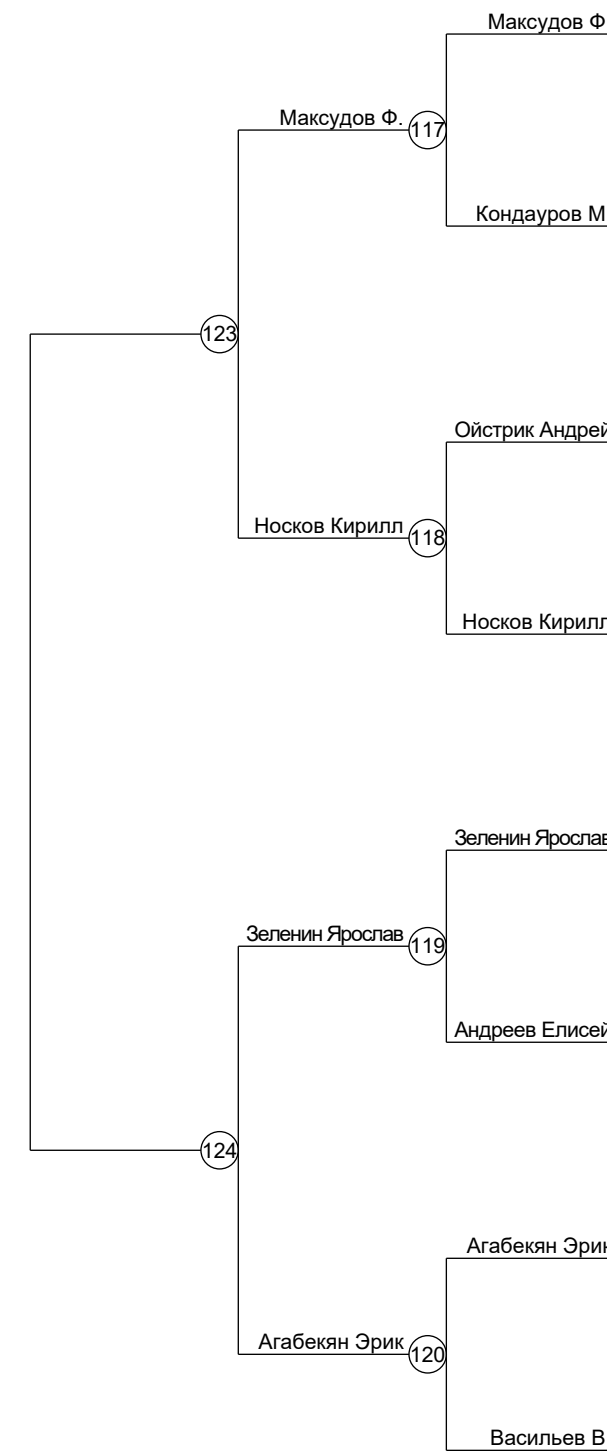 Максудов Ф
Максудов Ф.
117
Кондауров М
123
Ойстрик Андрей
Носков Кирилл
118
Носков Кирилл
Зеленин Ярослав
Зеленин Ярослав
119
Андреев Елисей
124
Агабекян Эрик
Агабекян Эрик
120
Васильев В